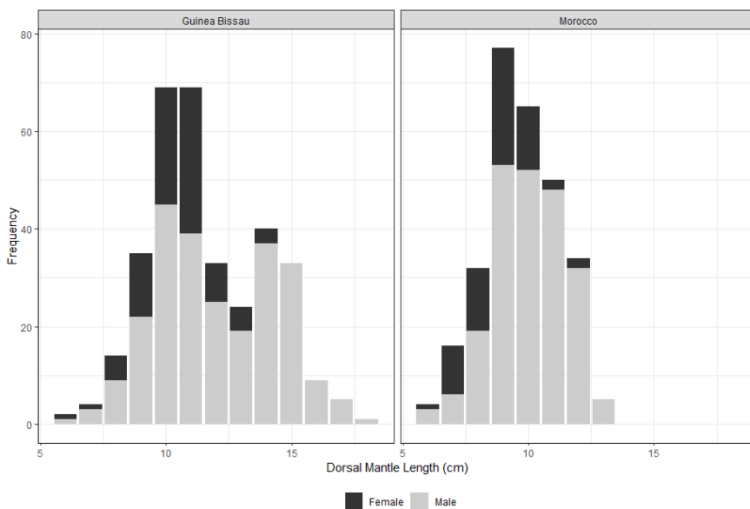 Guinea Bissau Morocco
80
60
40
20
0
Frequency
5 10 15 5 10 15
Dorsal Mantle Length (cm)
Female Male